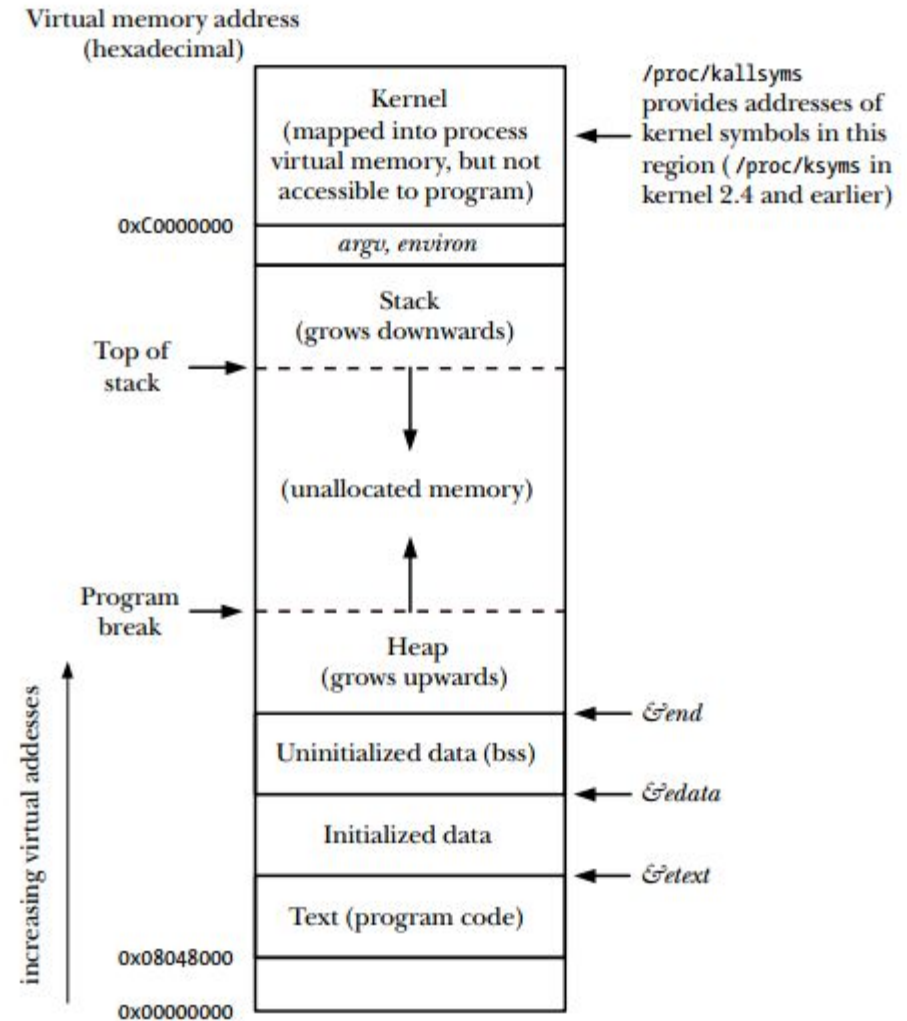 Virtual memory address
(hexadecimal)
/proc/kallsyms
provides addresses of
kernel symbols in this
region (/proc/ksyms in
kernel 2.4 and earlier)
Kernel
(mapped into process
virtual memory, but not
accessible to program)
0xC0000000
argv, environ
Stack
(grows downwards)
Top of
stack
(unallocated memory)
Program
break
Heap
(grows upwards)
&end
Uninitialized data (bss)
&edata
Initialized data
&etext
Text (program code)
0x08048000
0x00000000
increasing virtual addesses